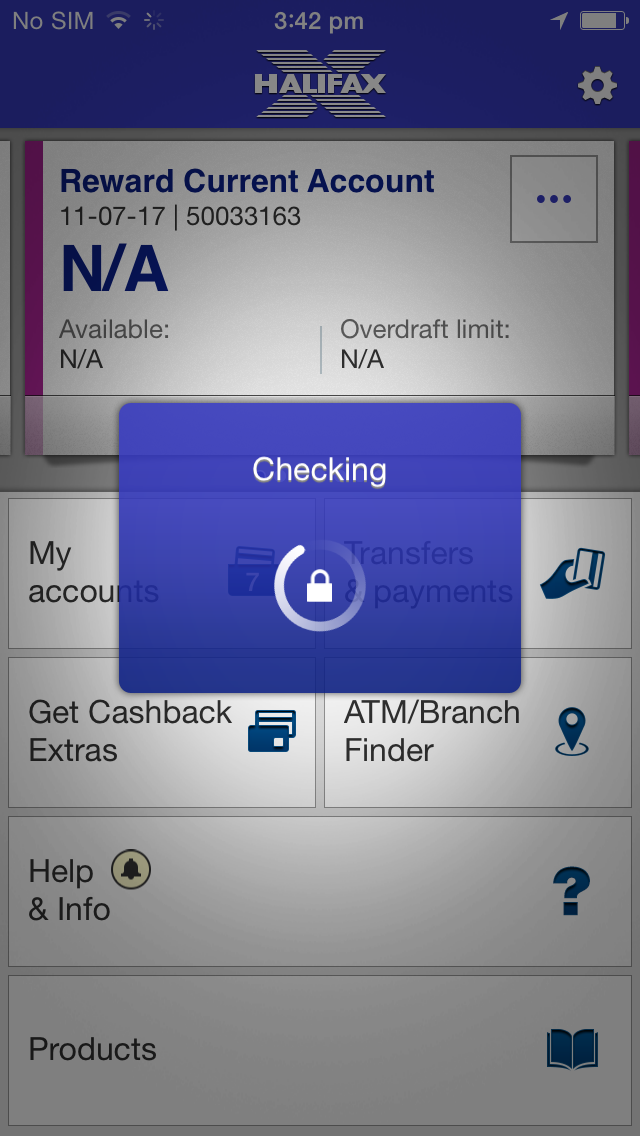 No SIM 3:42 pm
HALIFAX
Reward Current Account
11-07-17 | 50033163
N/A
Available:
N/A
Overdraft limit:
N/A
Checking
My
accounts
7
Transfers
& payments
Get Cashback
Extras
ATM/Branch
Finder
Help
& Info
?
Products